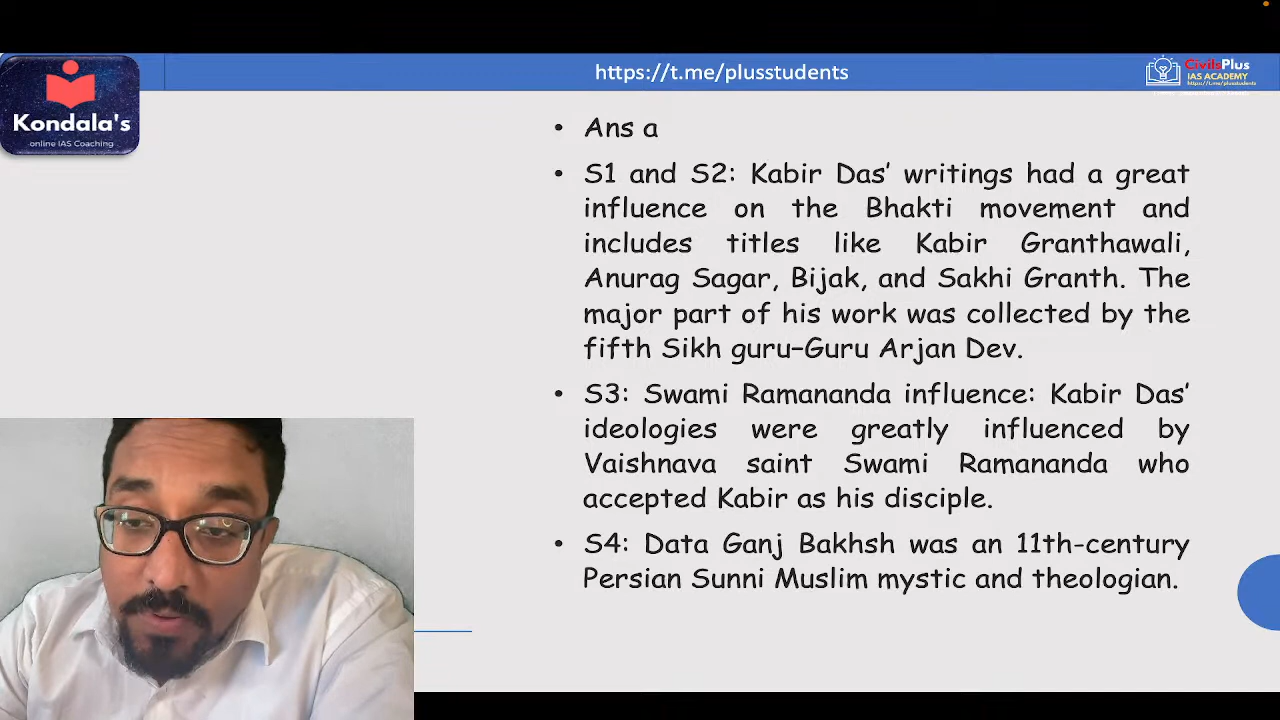 https://t.me/plusstudents
CivilsPlus
IAS ACADEMY
https://t.me/plusstudents
Kondala's
online IAS Coaching
• Ans a
• S1 and S2: Kabir Das’ writings had a great
influence on the Bhakti movement and
includes titles like Kabir Granthawali,
Anurag Sagar, Bijak, and Sakhi Granth. The
major part of his work was collected by the
fifth Sikh guru–Guru Arjan Dev.
• S3: Swami Ramananda influence: Kabir Das’
ideologies were greatly influenced by
Vaishnava saint Swami Ramananda who
accepted Kabir as his disciple.
• S4: Data Ganj Bakhsh was an 11th-century
Persian Sunni Muslim mystic and theologian.